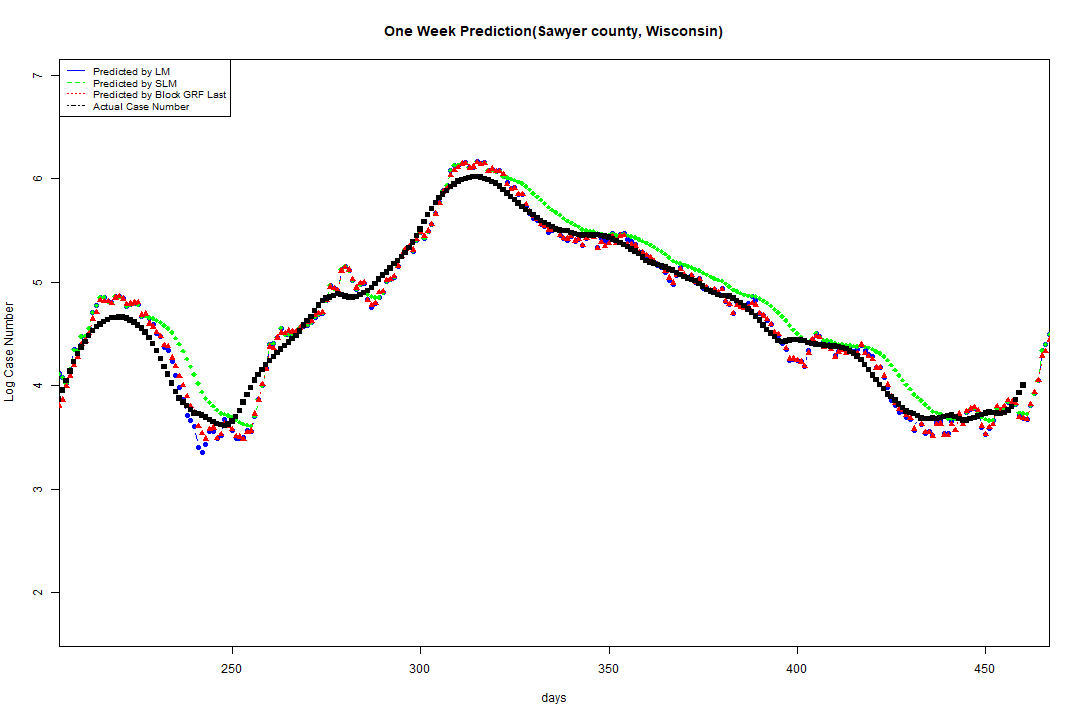 One Week Prediction(Sawyer county, Wisconsin)
Predicted by LM
Predicted by SLM
Predicted by Block GRF Last
Actual Case Number
7
6
5
4
3
2
Log Case Number
250 300 350 400 450
days